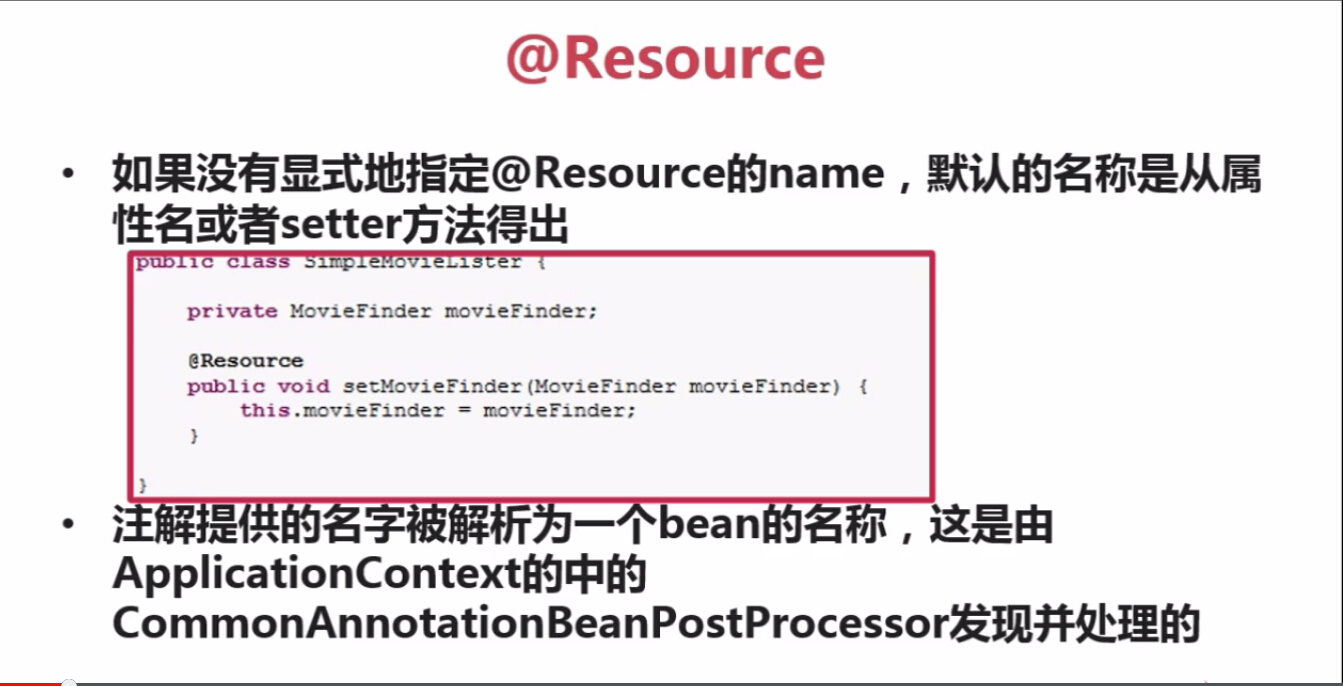 @Resource
• 如果没有显式地指定@Resource的name，默认的名称是从属
性名或者setter方法得出
public class SimpleMovieLister {
private MovieFinder movieFinder;
@Resource
public void setMovieFinder(MovieFinder movieFinder) {
this.movieFinder = movieFinder;
}
}
• 注解提供的名字被解析为一个bean的名称，这是由
ApplicationContext的中的
CommonAnnotationBeanPostProcessor发现并处理的